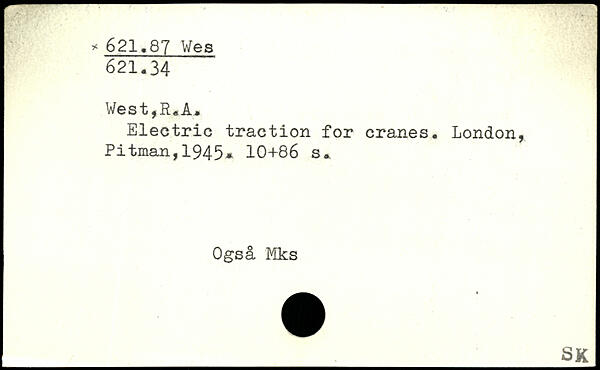 × 621.87 Wes
621.34
West,R.A.
Electric traction for cranes. London,
Pitman,1945. 10+86 s.
Også Mks
SK